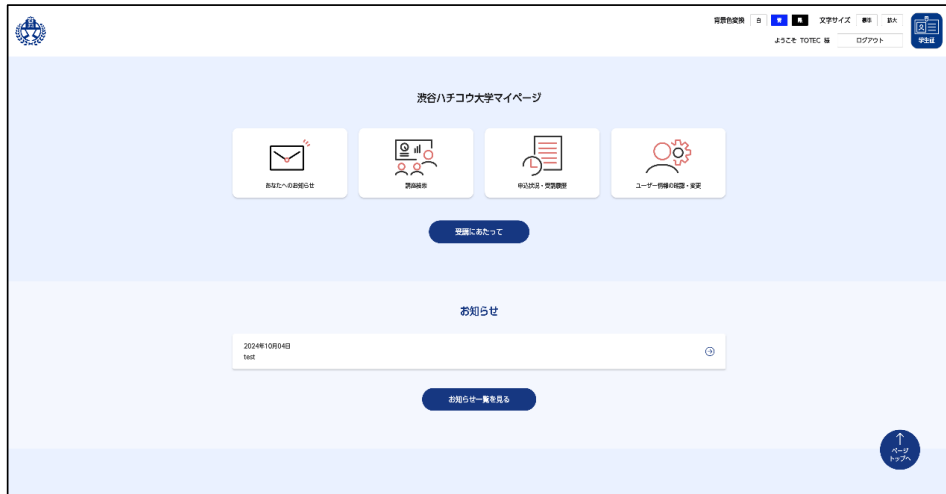 背景色変換 白 青 黒 文字サイズ 標準 拡大
ようこそ TOTEC 様 ログアウト
学生証
渋谷ハチコウ大学マイページ
あなたへのお知らせ
講座検索
申込状況・受講履歴
ユーザー情報の確認・変更
受講にあたって
お知らせ
2024年10月04日
test
お知らせ一覧を見る
ページ
トップへ